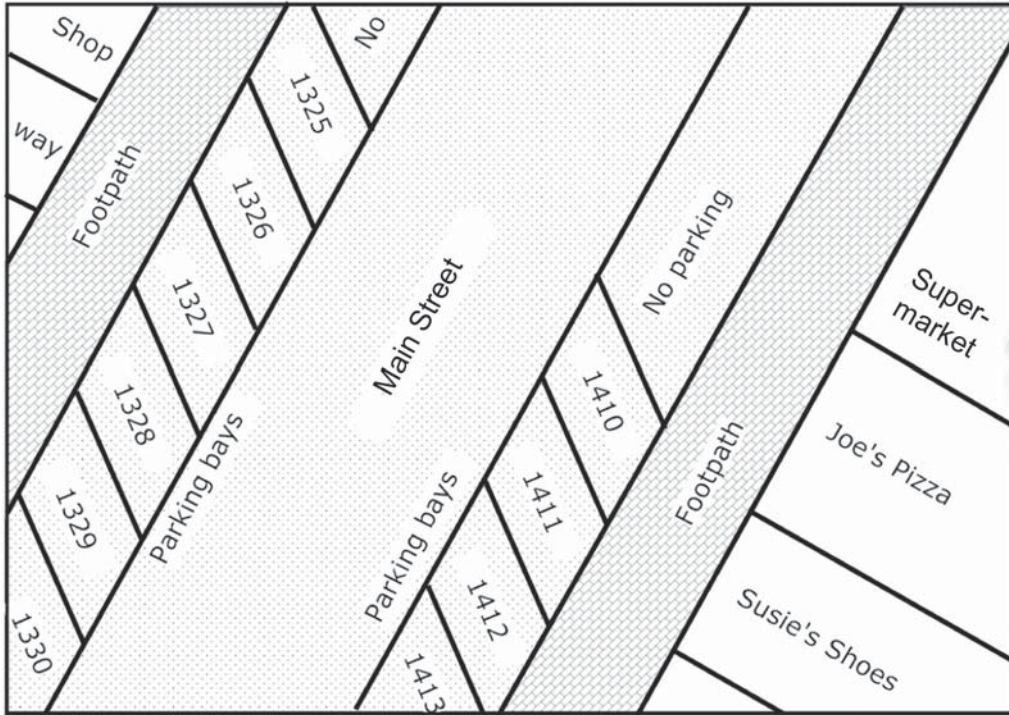 Shop
way
Footpath
No
1325
1326
1327
1328
1329
1330
Parking bays
Main Street
Parking bays
No parking
1410
1411
1412
1413
Footpath
Super-
market
Joe's Pizza
Susie's Shoes